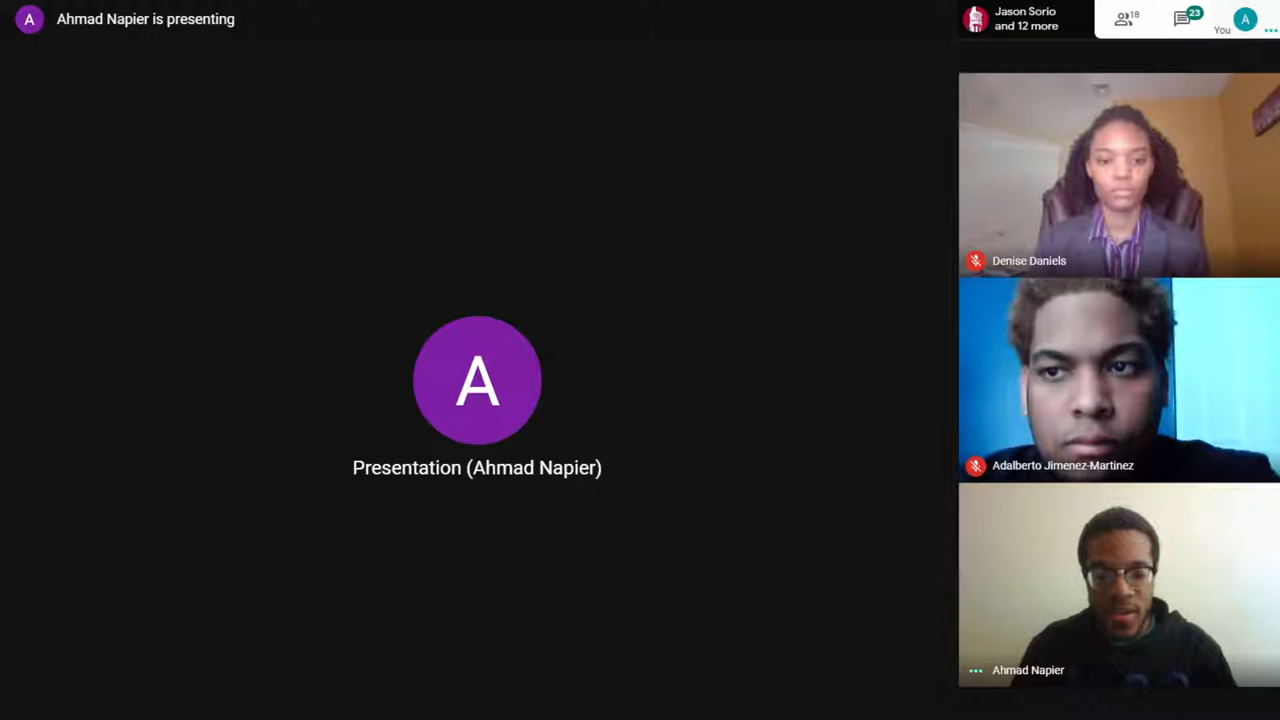 A
Ahmad Napier is presenting
Jason Sorio
and 12 more
18
23
You
A
Denise Daniels
A
Presentation (Ahmad Napier)
Adalberto Jimenez-Martinez
Ahmad Napier